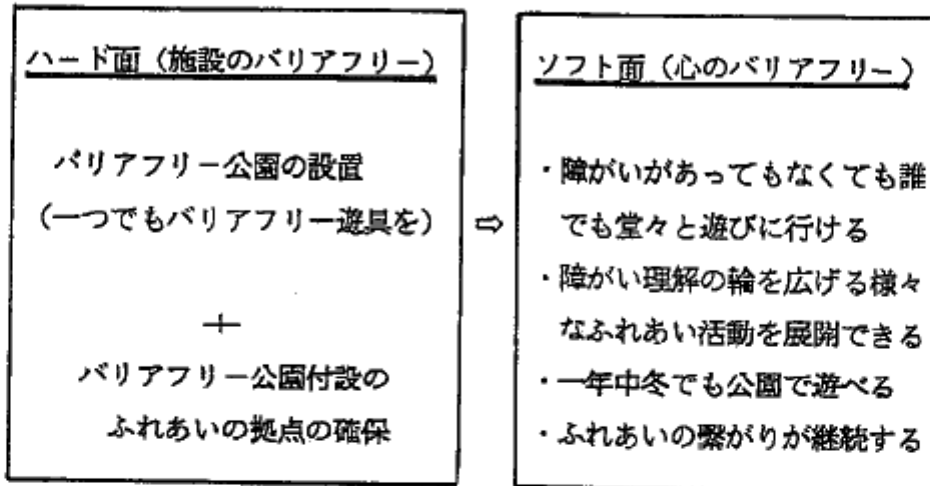 ハード面（施設のバリアフリー）
バリアフリー公園の設置
（一つでもバリアフリー遊具を）
＋
バリアフリー公園付設の
ふれあいの拠点の確保
⇨
ソフト面（心のバリアフリー）
・障がいがあってもなくても誰
でも堂々と遊びに行ける
・障がい理解の輪を広げる様々
なふれあい活動を展開できる
・一年中冬でも公園で遊べる
・ふれあいの繋がりが継続する